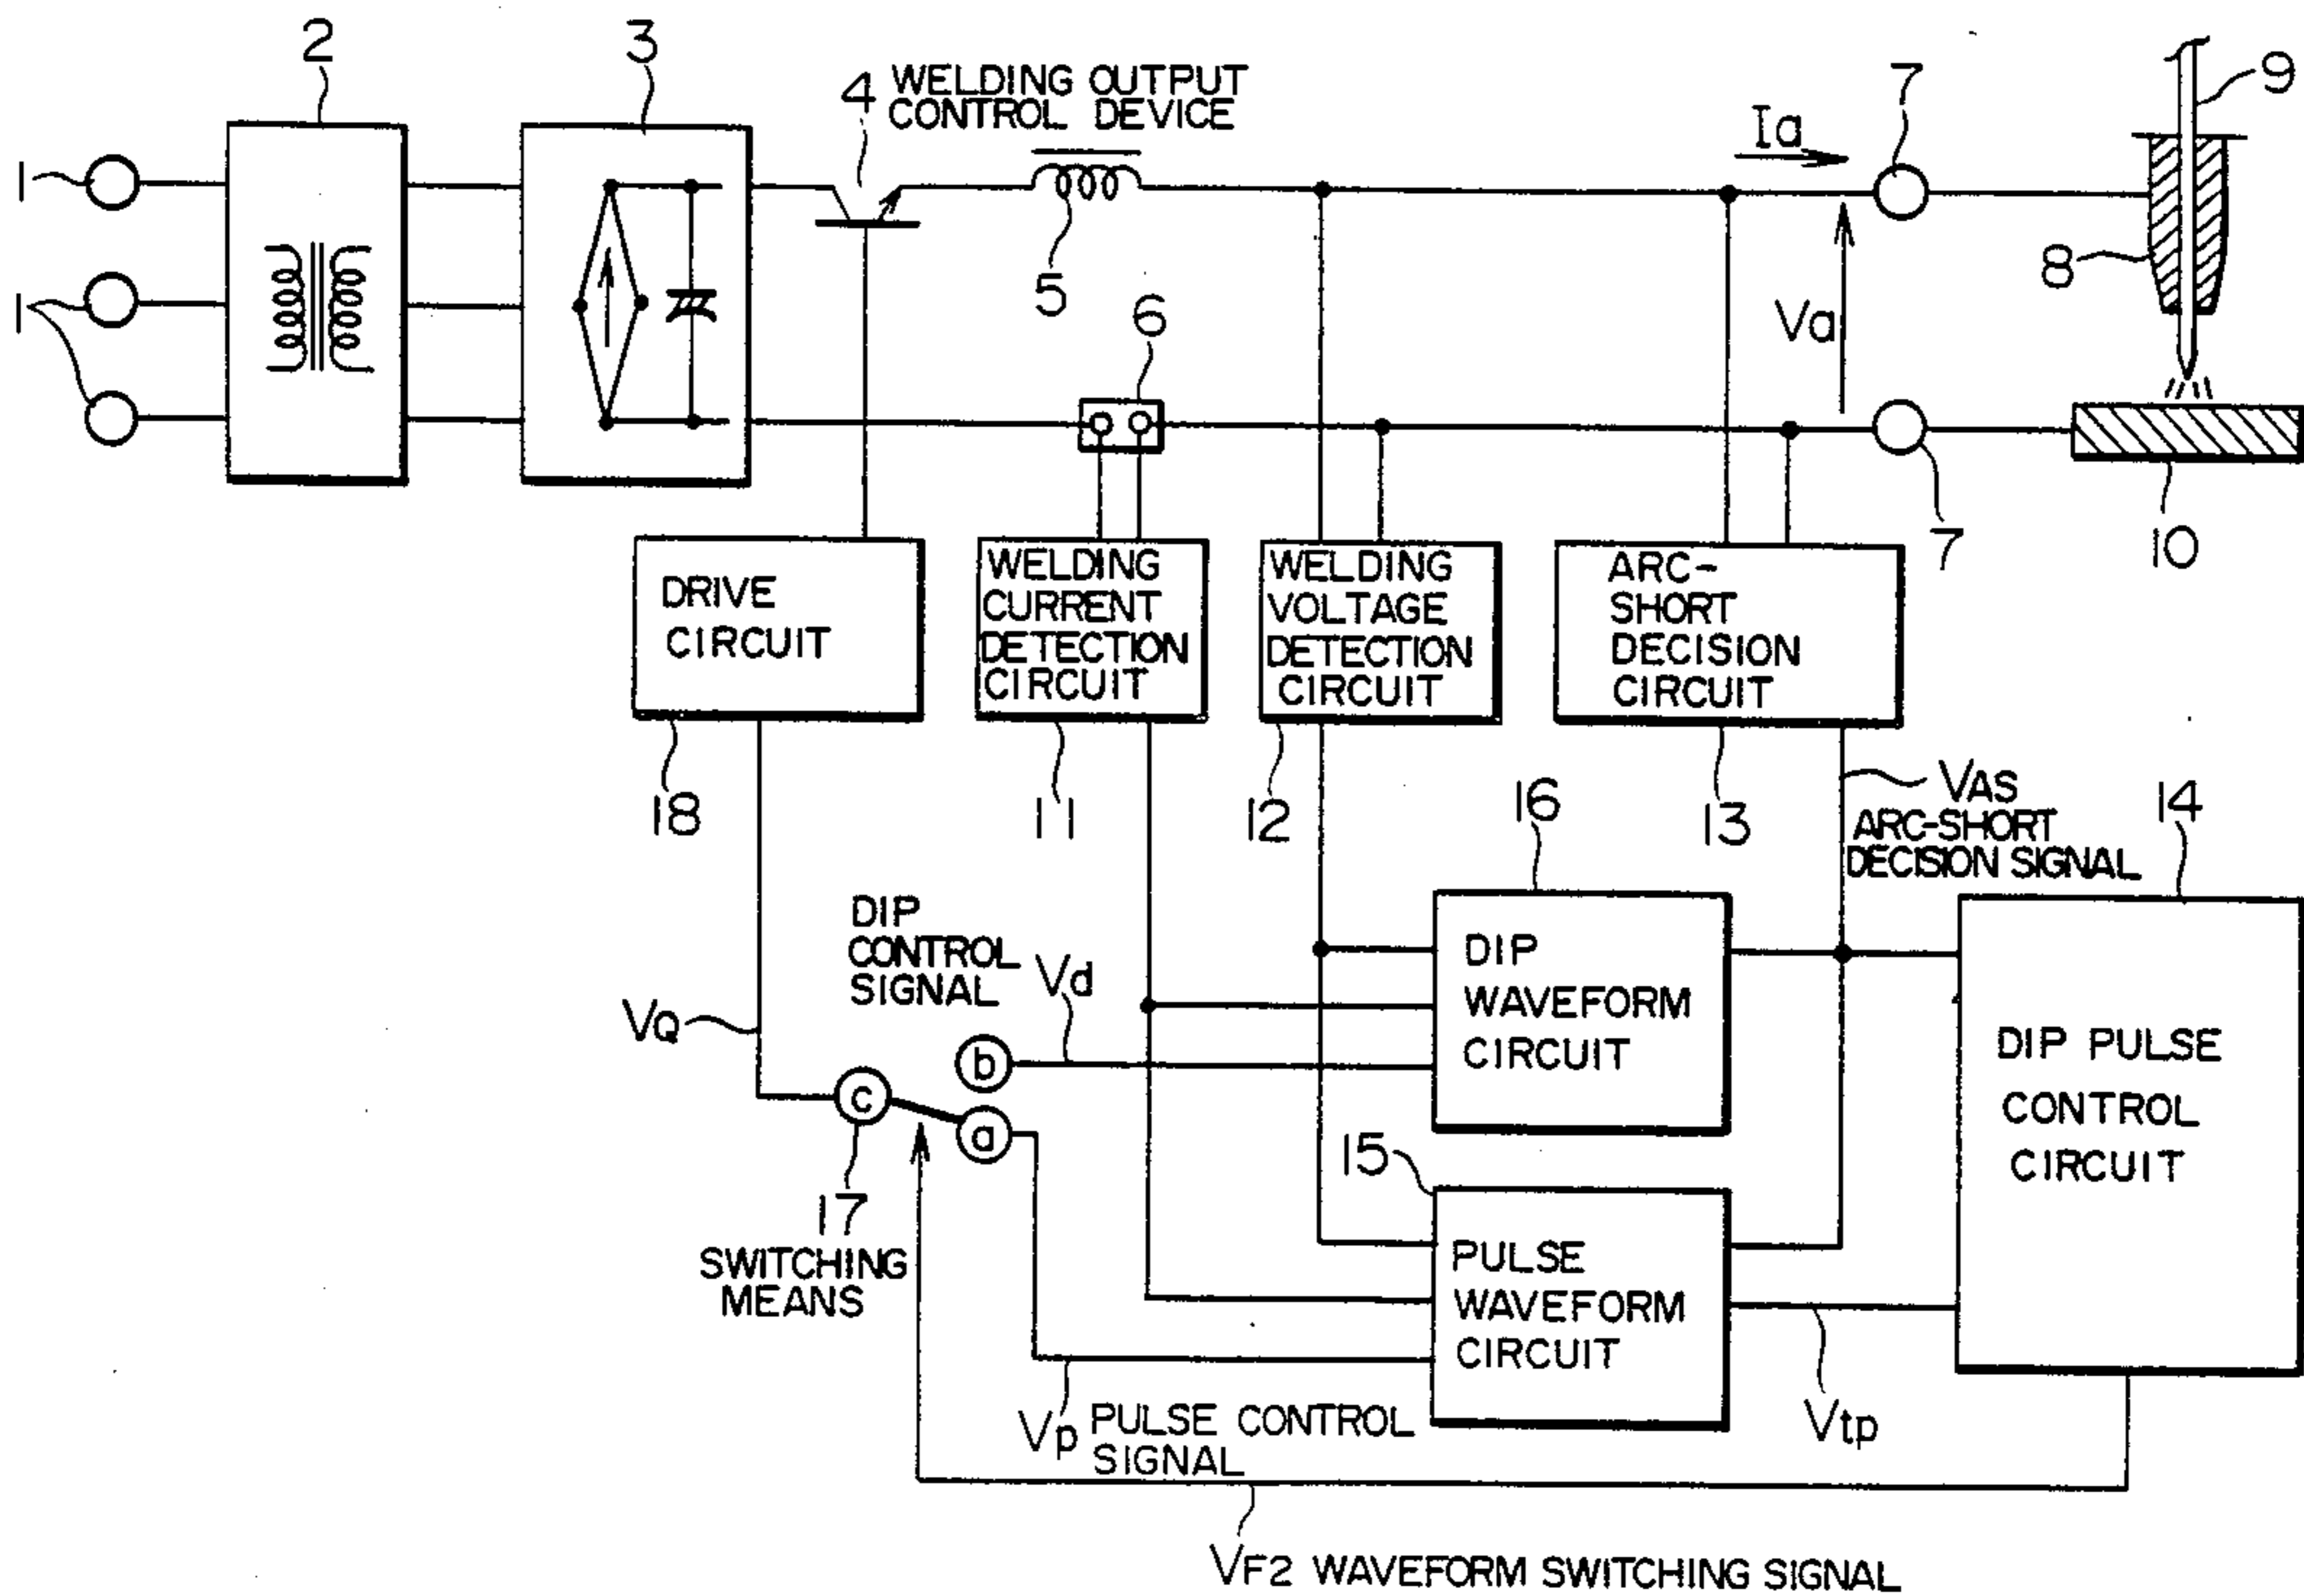 2
3
4 WELDING OUTPUT
CONTROL DEVICE
5
6
Ia
7
9
8
Va
1
1
7
10
DRIVE
CIRCUIT
18
WELDING
CURRENT
DETECTION
CIRCUIT
11
WELDING
VOLTAGE
DETECTION
CIRCUIT
12
ARC-
SHORT
DECISION
CIRCUIT
13
VAS
ARC-SHORT
DECISION SIGNAL
14
16
DIP
WAVEFORM
CIRCUIT
DIP
CONTROL
SIGNAL
Vd
VQ
b
c
a
17
SWITCHING
MEANS
15
PULSE
WAVEFORM
CIRCUIT
DIP PULSE
CONTROL
CIRCUIT
Vp PULSE CONTROL
SIGNAL
Vtp
VF2 WAVEFORM SWITCHING SIGNAL